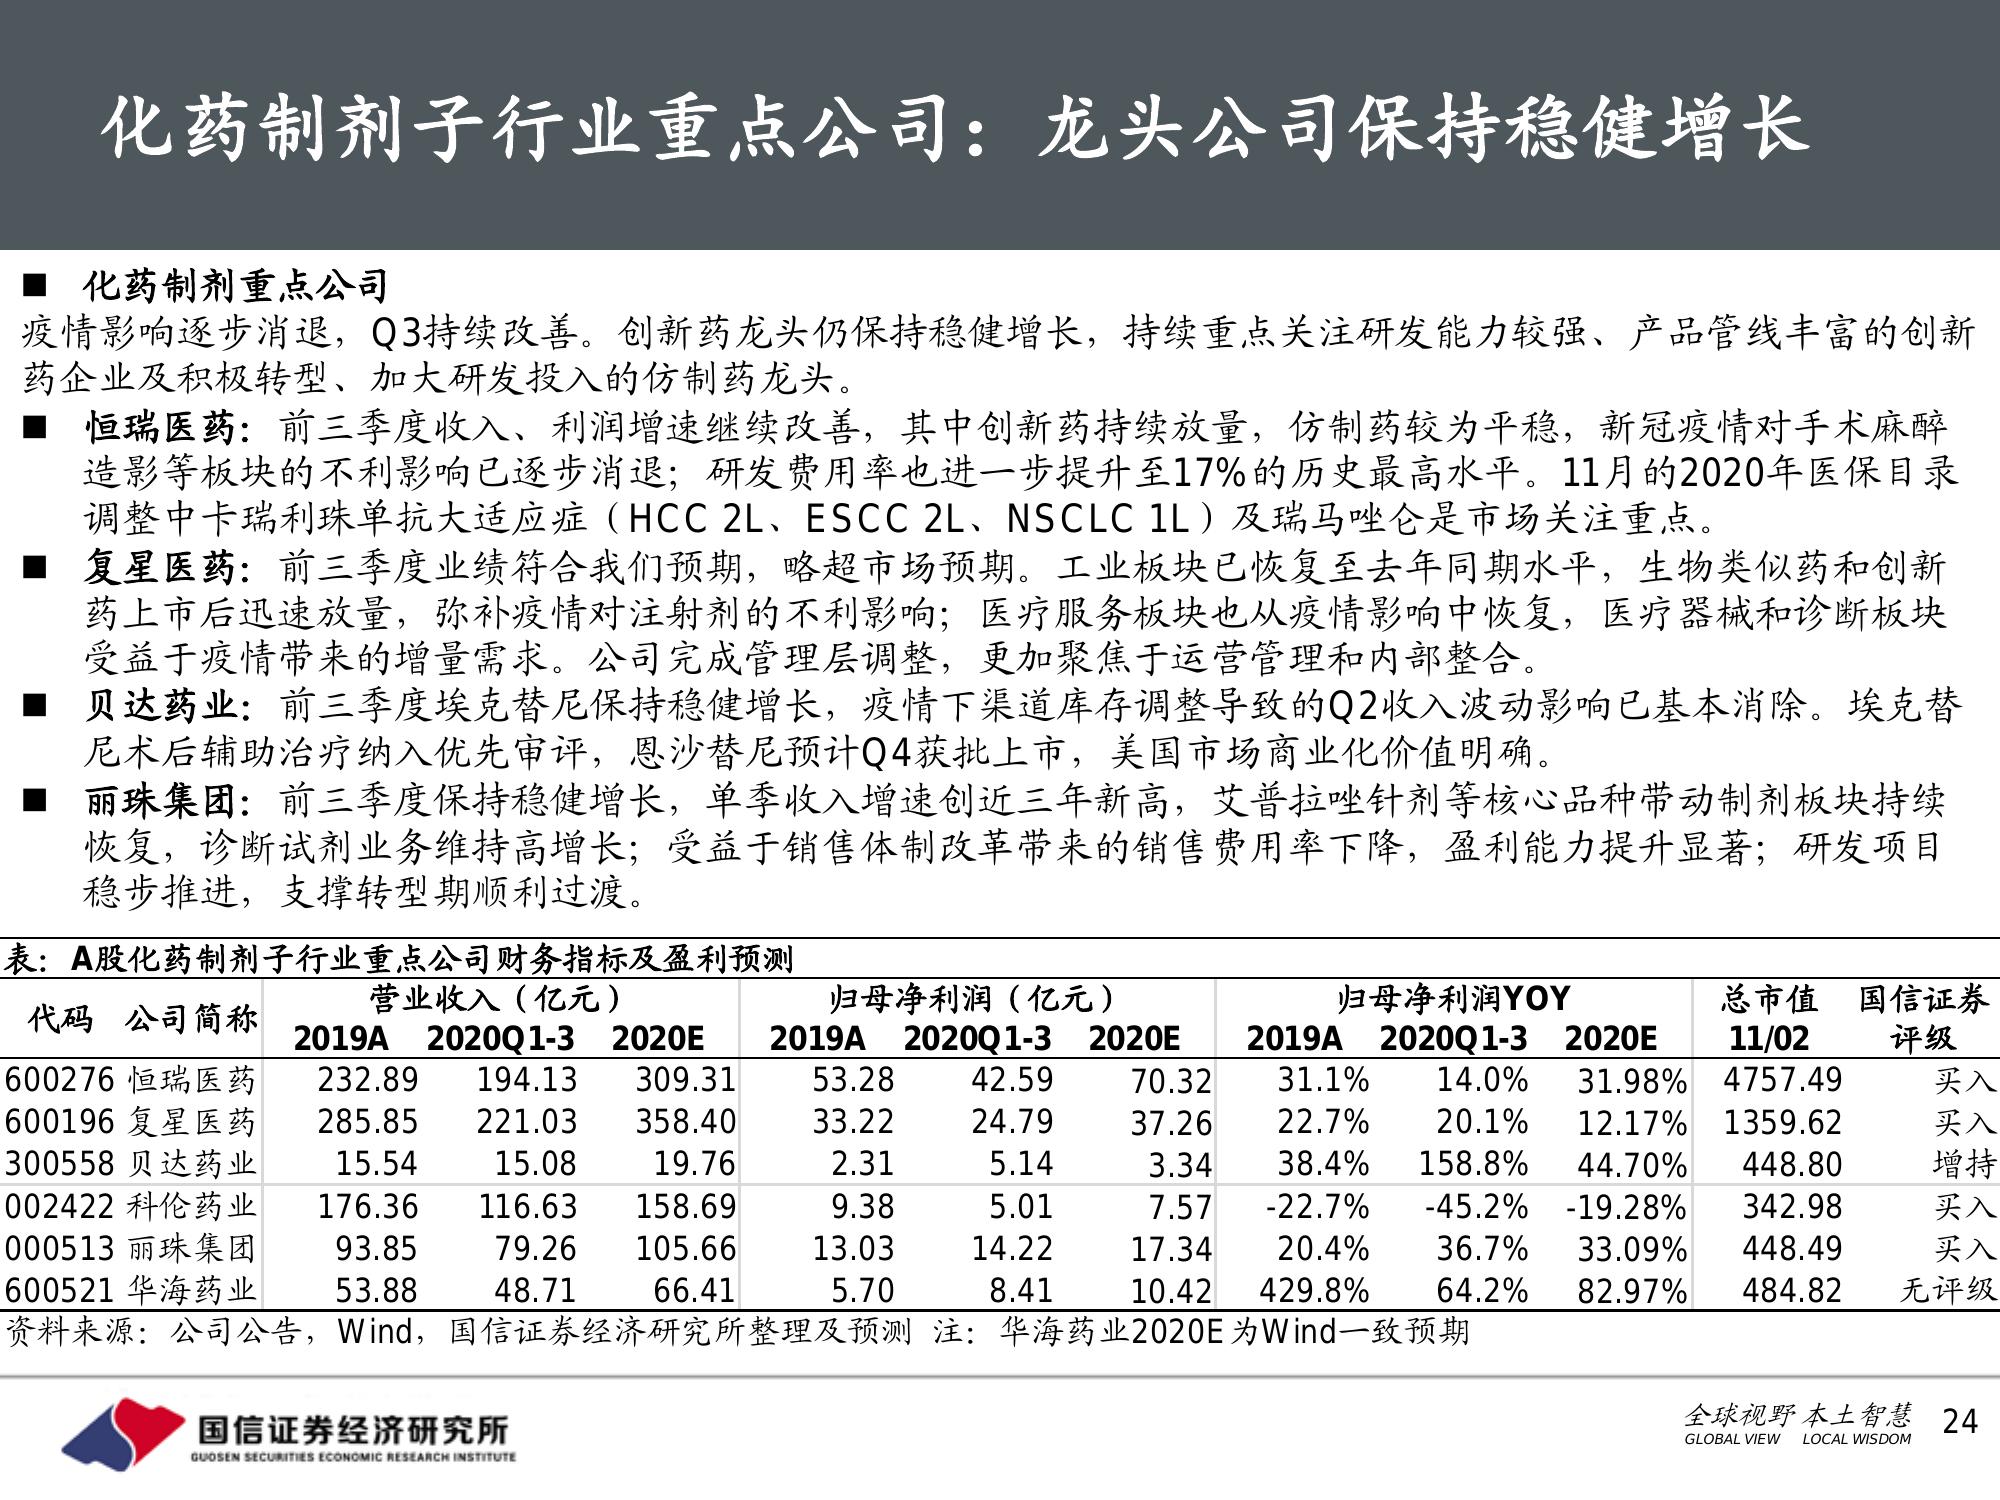 化药制剂子行业重点公司：龙头公司保持稳健增长
■ 化药制剂重点公司
疫情影响逐步消退，Q3持续改善。创新药龙头仍保持稳健增长，持续重点关注研发能力较强、产品管线丰富的创新
药企业及积极转型、加大研发投入的仿制药龙头。
■ 恒瑞医药：前三季度收入、利润增速继续改善，其中创新药持续放量，仿制药较为平稳，新冠疫情对手术麻醉
造影等板块的不利影响已逐步消退；研发费用率也进一步提升至17%的历史最高水平。11月的2020年医保目录
调整中卡瑞利珠单抗大适应症（HCC 2L、ESCC 2L、NSCLC 1L）及瑞马唑仑是市场关注重点。
■ 复星医药：前三季度业绩符合我们预期，略超市场预期。工业板块已恢复至去年同期水平，生物类似药和创新
药上市后迅速放量，弥补疫情对注射剂的不利影响；医疗服务板块也从疫情影响中恢复，医疗器械和诊断板块
受益于疫情带来的增量需求。公司完成管理层调整，更加聚焦于运营管理和内部整合。
■ 贝达药业：前三季度埃克替尼保持稳健增长，疫情下渠道库存调整导致的Q2收入波动影响已基本消除。埃克替
尼术后辅助治疗纳入优先审评，恩沙替尼预计Q4获批上市，美国市场商业化价值明确。
■ 丽珠集团：前三季度保持稳健增长，单季收入增速创近三年新高，艾普拉唑针剂等核心品种带动制剂板块持续
恢复，诊断试剂业务维持高增长；受益于销售体制改革带来的销售费用率下降，盈利能力提升显著；研发项目
稳步推进，支撑转型期顺利过渡。
表：A股化药制剂子行业重点公司财务指标及盈利预测
代码 公司简称 营业收入（亿元） 归母净利润（亿元） 归母净利润YOY 总市值 国信证券
2019A 2020Q1-3 2020E 2019A 2020Q1-3 2020E 2019A 2020Q1-3 2020E 11/02 评级
600276 恒瑞医药 232.89 194.13 309.31 53.28 42.59 70.32 31.1% 14.0% 31.98% 4757.49 买入
600196 复星医药 285.85 221.03 358.40 33.22 24.79 37.26 22.7% 20.1% 12.17% 1359.62 买入
300558 贝达药业 15.54 15.08 19.76 2.31 5.14 3.34 38.4% 158.8% 44.70% 448.80 增持
002422 科伦药业 176.36 116.63 158.69 9.38 5.01 7.57 -22.7% -45.2% -19.28% 342.98 买入
000513 丽珠集团 93.85 79.26 105.66 13.03 14.22 17.34 20.4% 36.7% 33.09% 448.49 买入
600521 华海药业 53.88 48.71 66.41 5.70 8.41 10.42 429.8% 64.2% 82.97% 484.82 无评级
资料来源：公司公告，Wind，国信证券经济研究所整理及预测 注：华海药业2020E为Wind一致预期
国信证券经济研究所
GUOSEN SECURITIES ECONOMIC RESEARCH INSTITUTE
全球视野 本土智慧
GLOBAL VIEW LOCAL WISDOM
24